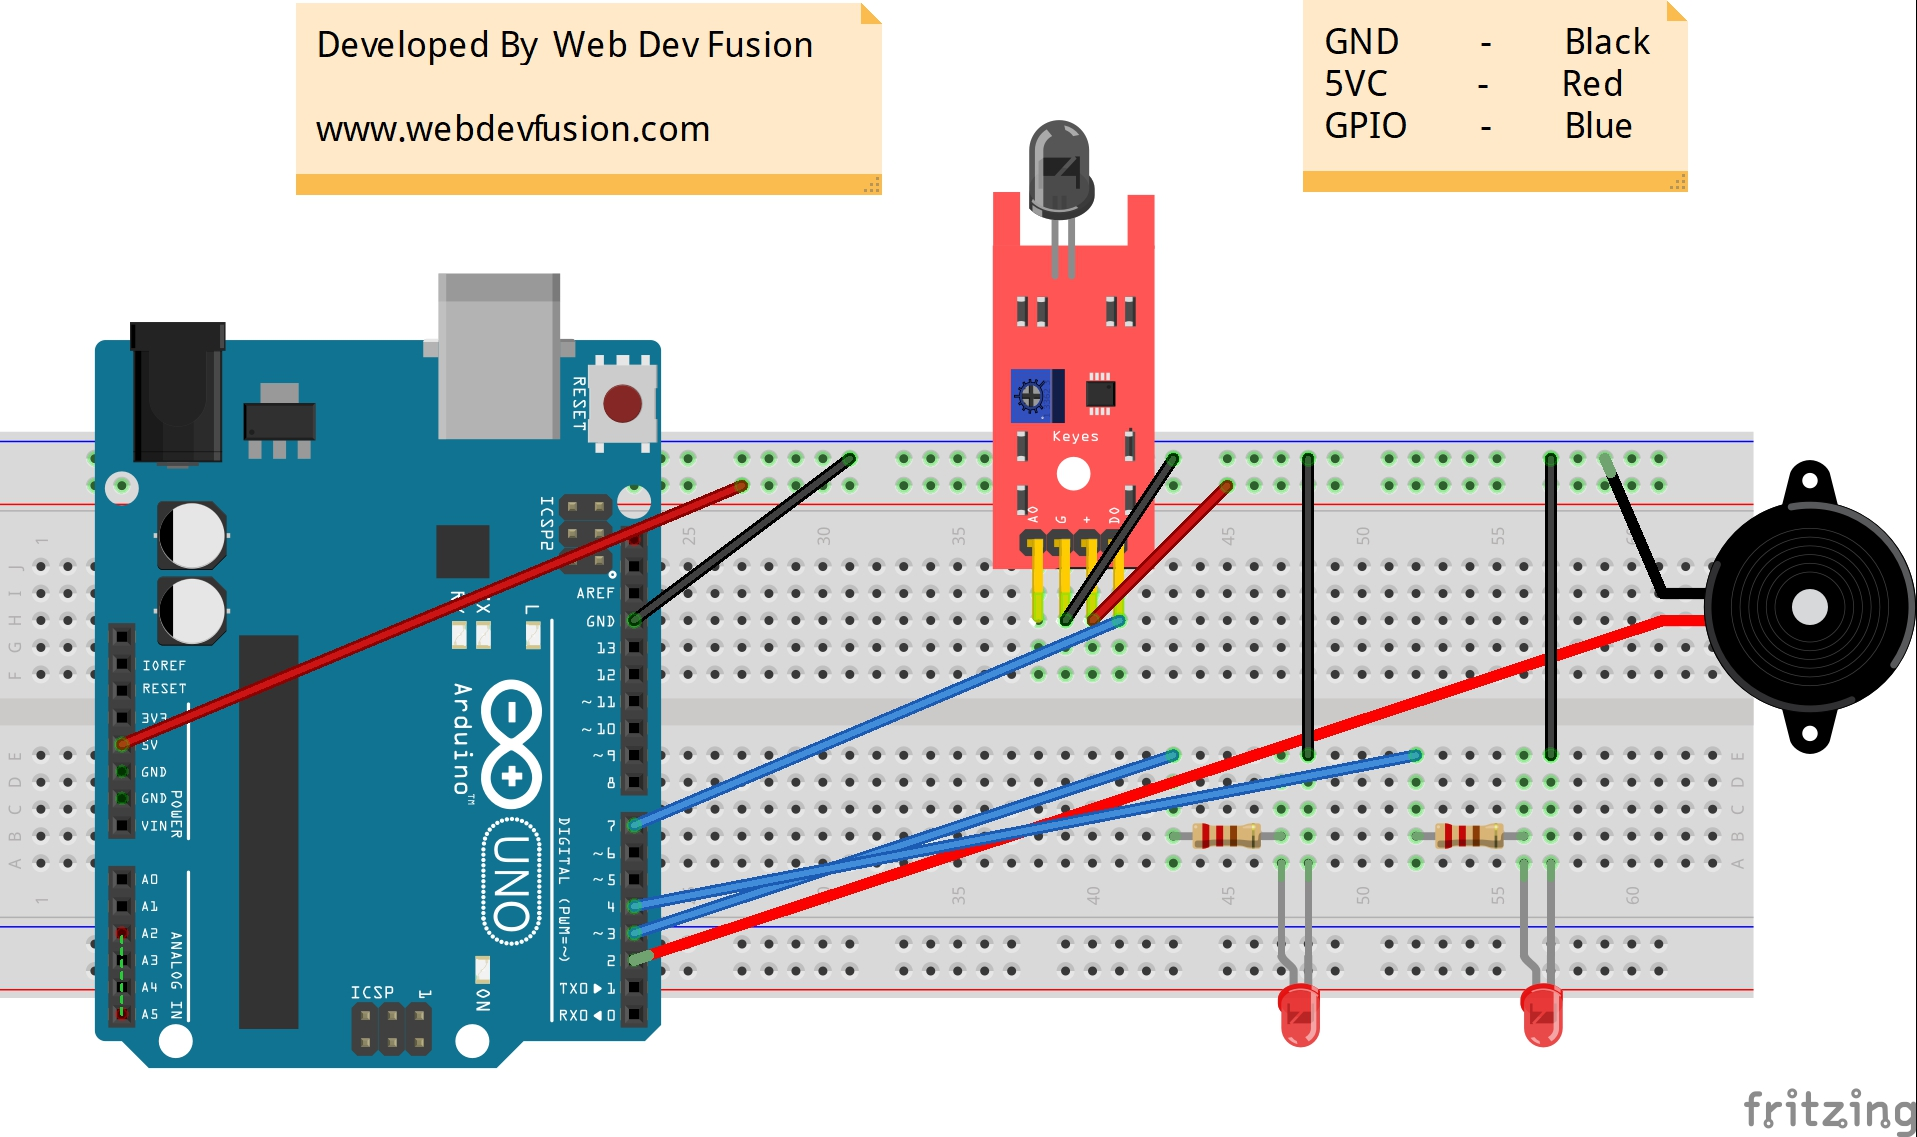 Developed By Web Dev Fusion
www.webdevfusion.com
GND - Black
5VC - Red
GPIO - Blue
RESET
ICSP2
Keyes
A0 G + D0
AREF
GND
13
12
~11
~10
~9
8
7
~6
~5
4
~3
2
TX0▶1
RX0◀0
L
X
IOREF
RESET
3V3
5V
GND
GND
VIN
POWER
A0
A1
A2
A3
A4
A5
ANALOG IN
Arduino™
UNO
DIGITAL (PWM=~)
ICSP
1
ON
1 25 30 35 45 50 55
J
I
H
G
F
E
D
C
B
A
E
D
C
B
A
1 35 40 45 50 55 60
fritzing